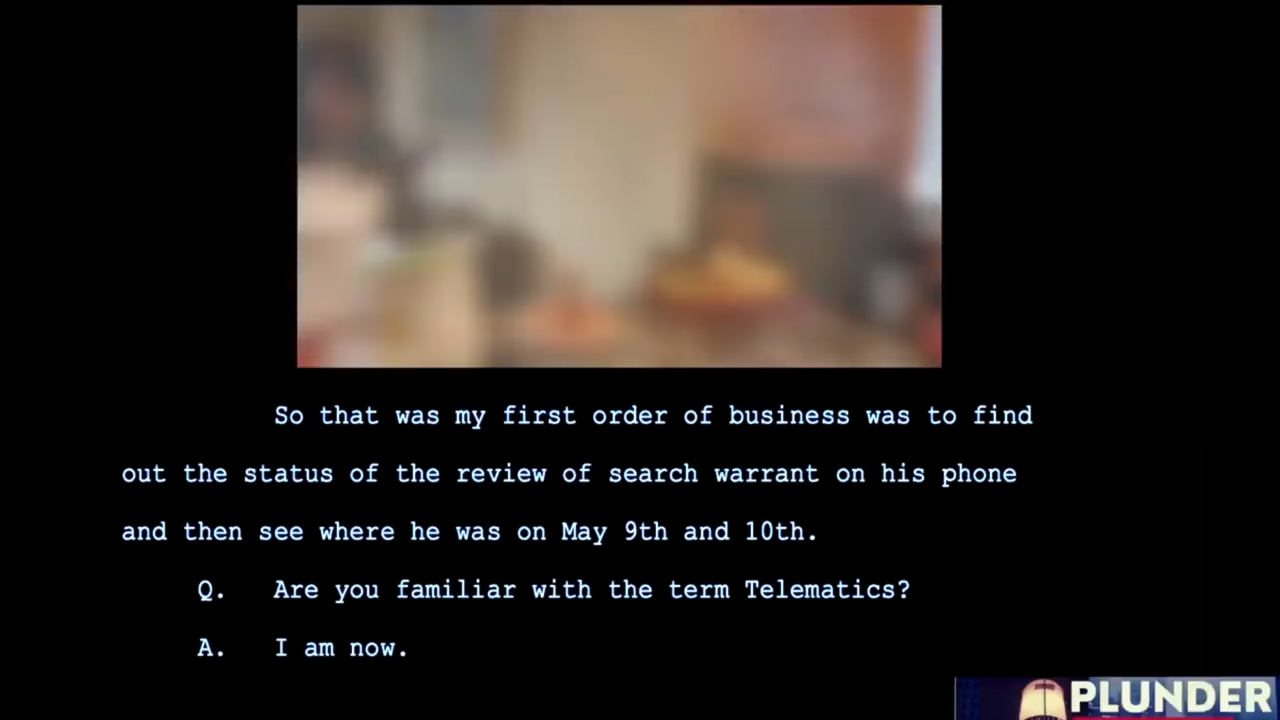 So that was my first order of business was to find
out the status of the review of search warrant on his phone
and then see where he was on May 9th and 10th.
Q. Are you familiar with the term Telematics?
A. I am now.
PLUNDER